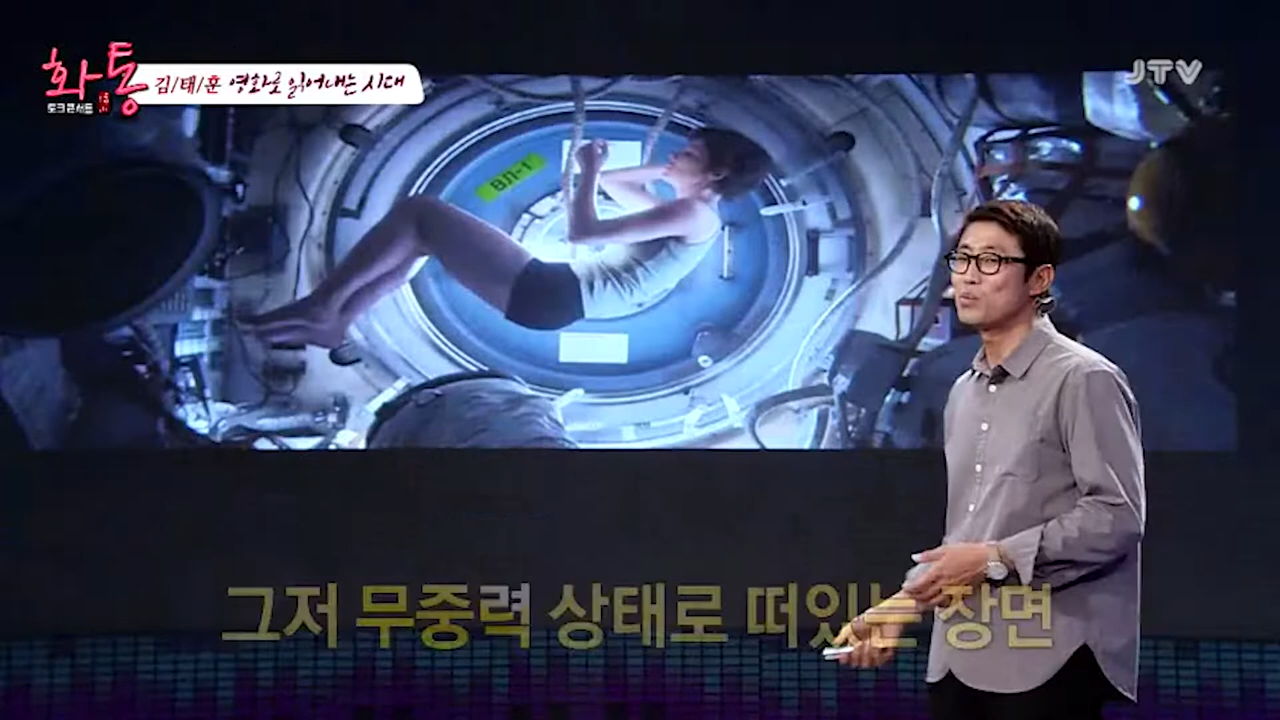 화통
토크콘서트
김/태/훈 영화로 읽어내는 시대
JTV
ВЛ-1
그저 무중력 상태로 떠있는 장면